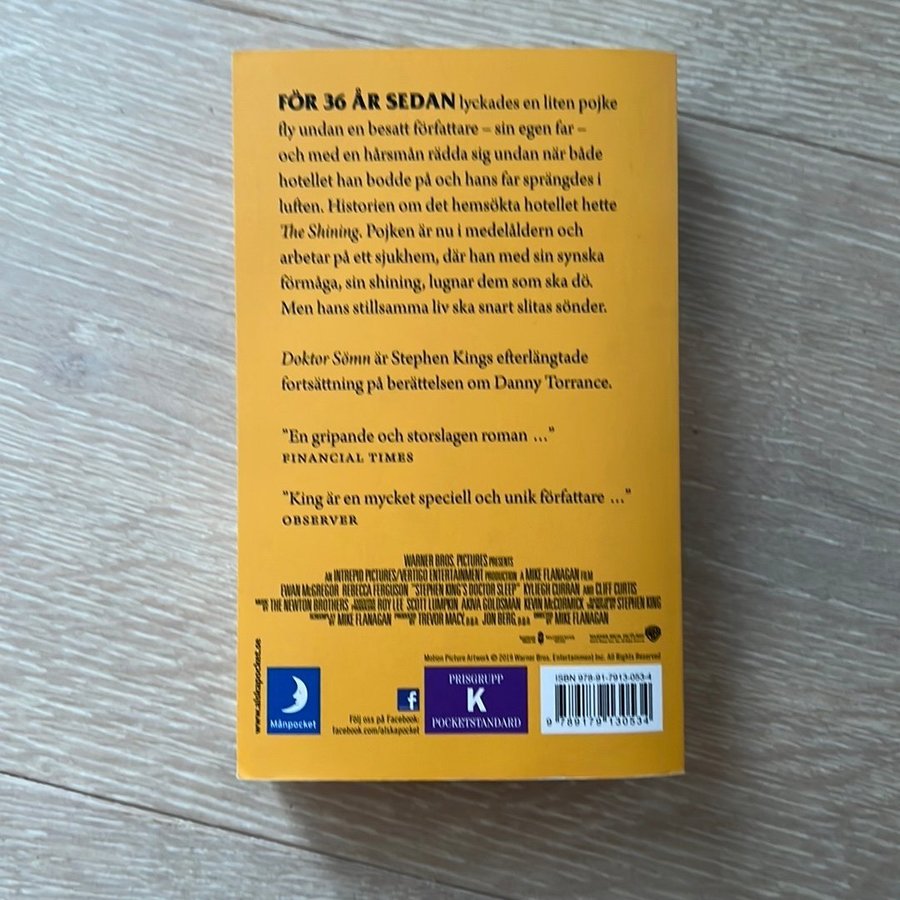 FÖR 36 ÅR SEDAN lyckades en liten pojke
fly undan en besatt författare – sin egen far –
och med en hårsmån rädda sig undan när både
hotellet han bodde på och hans far sprängdes i
luften. Historien om det hemsökta hotellet hette
The Shining. Pojken är nu i medelåldern och
arbetar på ett sjukhem, där han med sin synska
förmåga, sin shining, lugnar dem som ska dö.
Men hans stillsamma liv ska snart slitas sönder.
Doktor Sömn är Stephen Kings efterlängtade
fortsättning på berättelsen om Danny Torrance.
”En gripande och storslagen roman …”
FINANCIAL TIMES
”King är en mycket speciell och unik författare …”
OBSERVER
WARNER BROS. PICTURES PRESENTS
AN INTREPID PICTURES/VERTIGO ENTERTAINMENT PRODUCTION A MIKE FLANAGAN FILM
EWAN McGREGOR REBECCA FERGUSON "STEPHEN KING'S DOCTOR SLEEP" KYLIEGH CURRAN AND CLIFF CURTIS
THE NEWTON BROTHERS ROY LEE SCOTT LUMPKIN AKIVA GOLDSMAN KEVIN McCORMICK STEPHEN KING
MIKE FLANAGAN TREVOR MACY, p.g.a. JON BERG, p.g.a. MIKE FLANAGAN
Motion Picture Artwork © 2019 Warner Bros. Entertainment Inc. All Rights Reserved
www.alskapocket.se
Månpocket
f
Följ oss på Facebook:
facebook.com/alskapocket
PRISGRUPP
K
POCKETSTANDARD
ISBN 978-91-7913-053-4
9 789179 130534